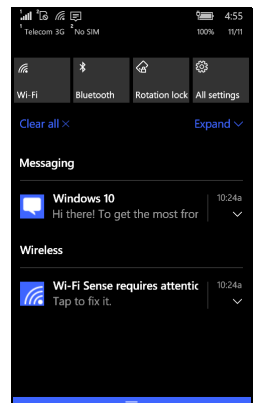 4:55
1 Telecom 3G 2 No SIM 100% 11/11
Wi-Fi Bluetooth Rotation lock All settings
Clear all × Expand
Messaging
Windows 10 10:24a
Hi there! To get the most fror
Wireless
Wi-Fi Sense requires attentic 10:24a
Tap to fix it.